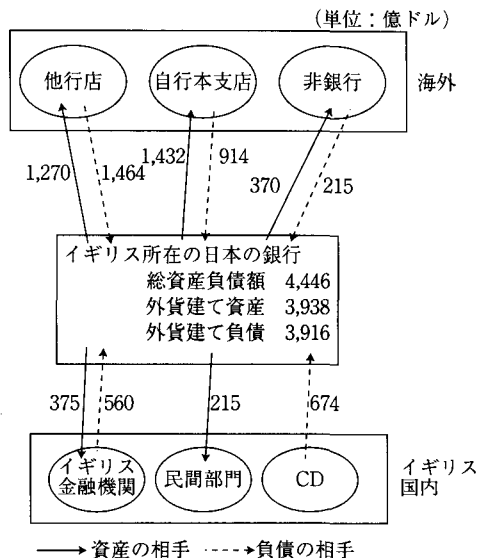 (単位：億ドル)
他行店 自行本支店 非銀行 海外
1,270 1,464 1,432 914 370 215
イギリス所在の日本の銀行
総資産負債額 4,446
外貨建て資産 3,938
外貨建て負債 3,916
375 560 215 674
イギリス
金融機関
民間部門
CD
イギリス
国内
→資産の相手 ----→負債の相手